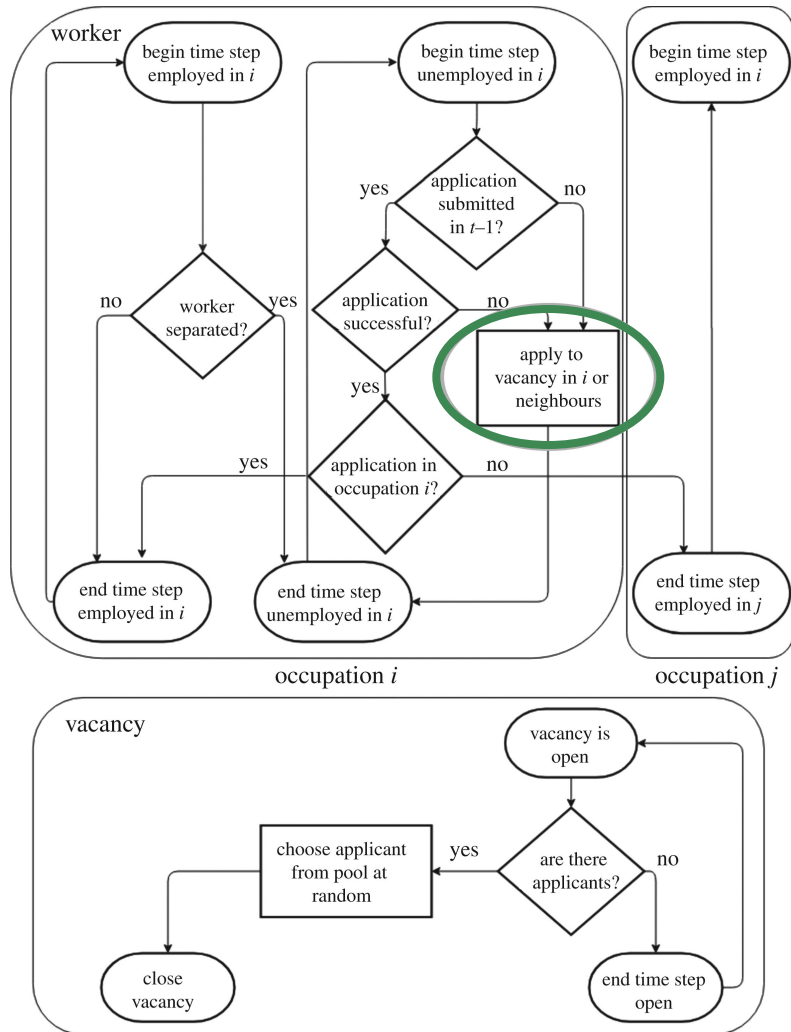 worker
begin time step
employed in i
begin time step
unemployed in i
begin time step
employed in i
yes
application
submitted
in t–1?
no
no
worker
separated?
yes
application
successful?
no
apply to
vacancy in i or
neighbours
yes
yes
application in
occupation i?
no
end time step
employed in i
end time step
unemployed in i
end time step
employed in j
occupation i
occupation j
vacancy
vacancy is
open
choose applicant
from pool at
random
yes
are there
applicants?
no
close
vacancy
end time step
open